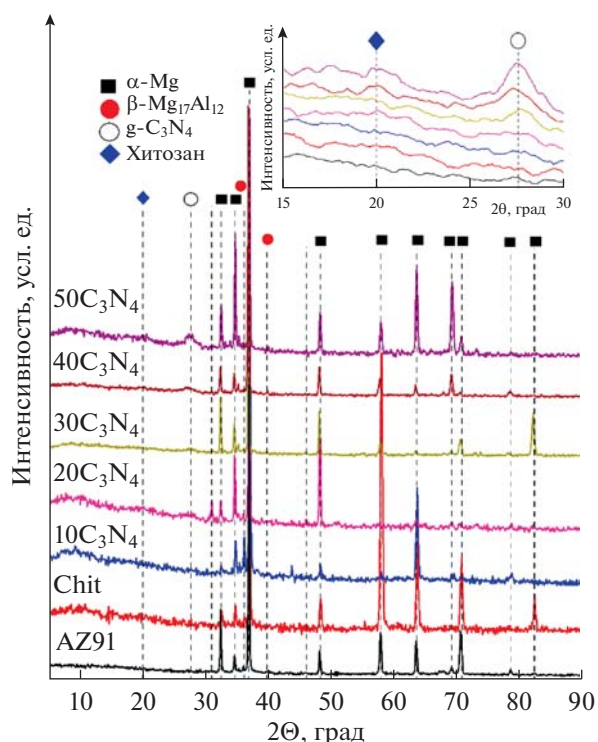 Интенсивность, усл. ед.
α-Mg
β-Mg17Al12
g-C3N4
Хитозан
Интенсивность, усл. ед.
15 20 25 30
2θ, град
50C3N4
40C3N4
30C3N4
20C3N4
10C3N4
Chit
AZ91
10 20 30 40 50 60 70 80 90
2Θ, град